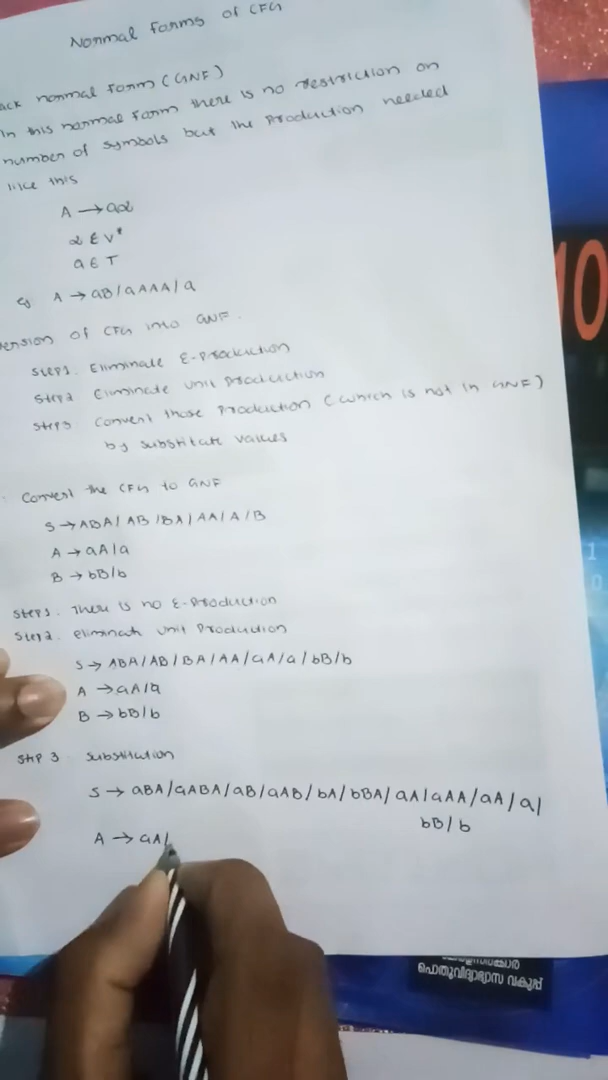 Normal Forms of CFG
ack normal form (GNF)
In this normal form there is no restriction on
number of symbols but the production needed
like this
A → aα
α ∈ V*
a ∈ T
eg A → aB/aAAA/a
ension of CFG into GNF.
Step1. Eliminate ε-Production
Step2 Eliminate unit production
Step3 Convert those production (which is not in GNF)
by substitute values
Convert the CFG to GNF
S → ABA/ AB /BA/ AA/ A / B
A → aA/a
B → bB/b
Step1. There is no ε-Production
Step2. eliminate unit Production
S → ABA/AB/BA/AA/aA/a/bB/b
A → aA/a
B → bB/b
Step 3 Substitution
S → aBA/aABA/aB/aAB/bA/bBA/aA/aAA/aA/a/
bB/b
A → aA/
10
1
0
പൊതുവിദ്യാഭ്യാസ വകുപ്പ്